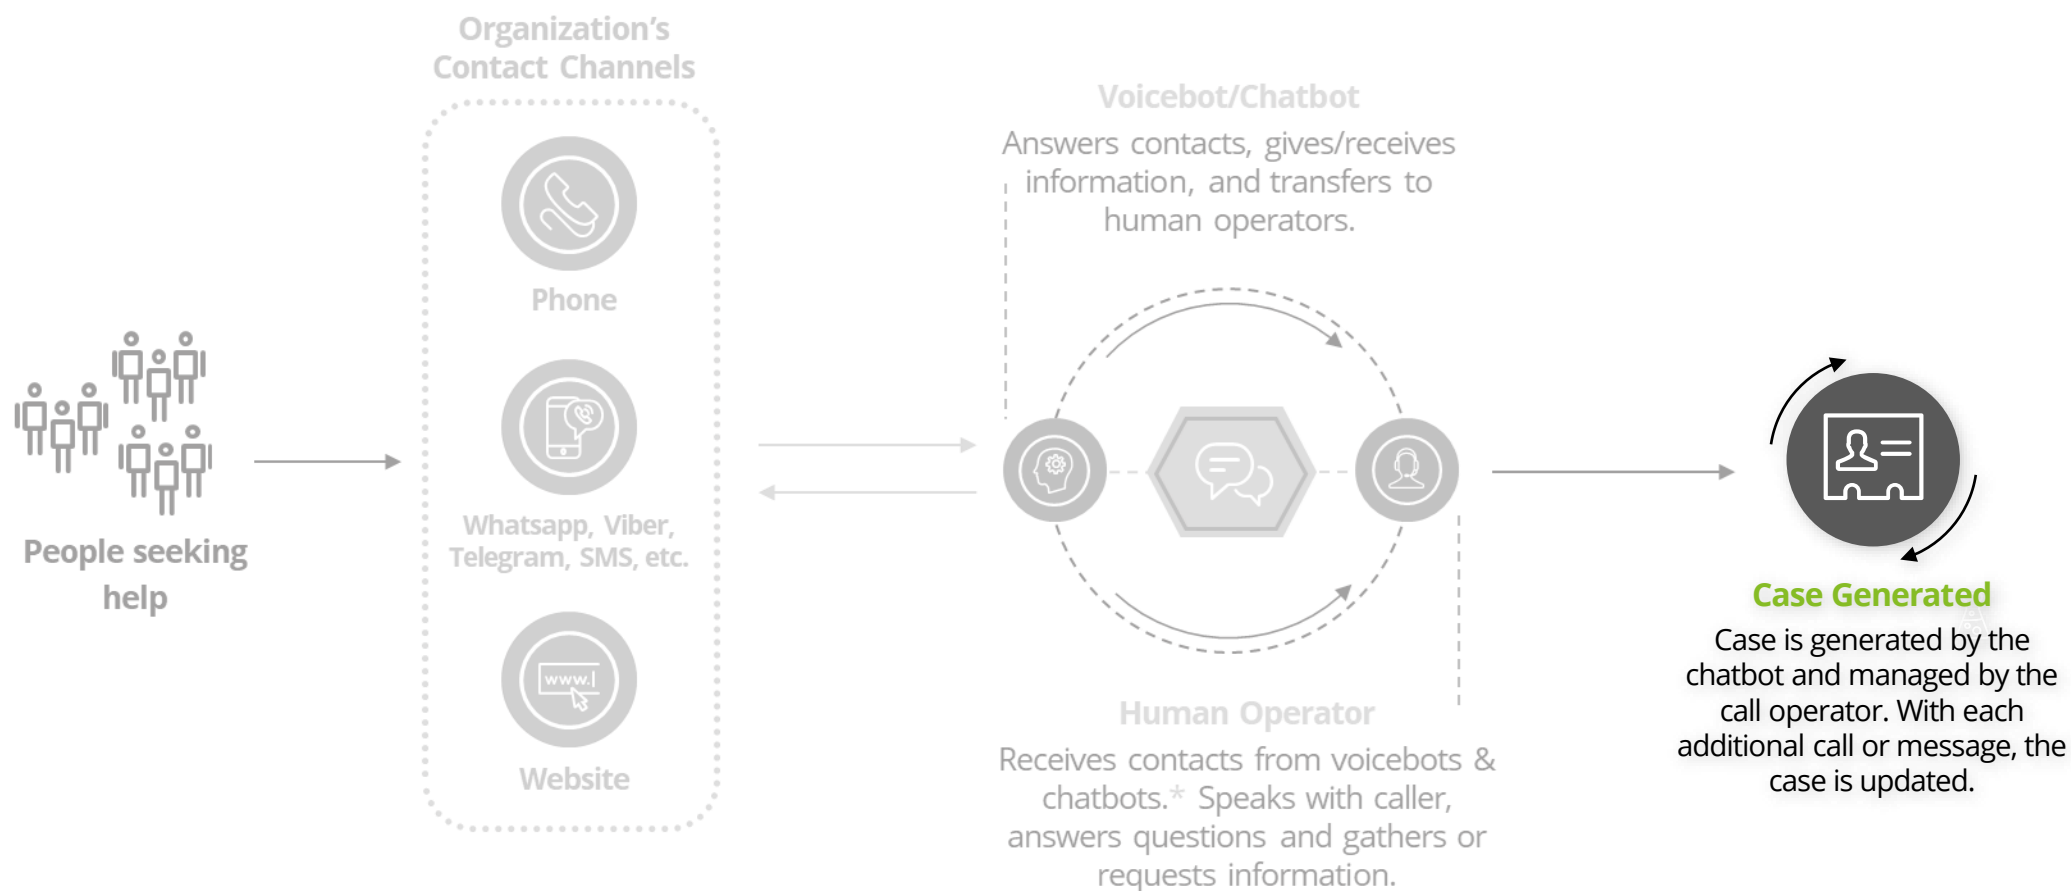 Organization's
Contact Channels
Phone
Whatsapp, Viber,
Telegram, SMS, etc.
www.
Website
People seeking
help
Voicebot/Chatbot
Answers contacts, gives/receives
information, and transfers to
human operators.
Human Operator
Receives contacts from voicebots &
chatbots.* Speaks with caller,
answers questions and gathers or
requests information.
Case Generated
Case is generated by the
chatbot and managed by the
call operator. With each
additional call or message, the
case is updated.